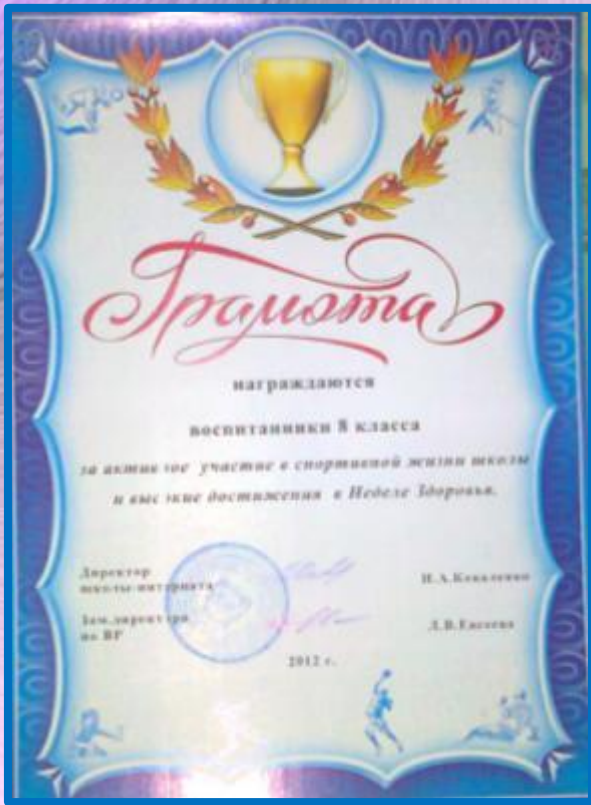 Грамота
награждаются
воспитанники 8 класса
за активное участие в спортивной жизни школы
и высокие достижения в Неделе Здоровья.
Директор
школы-интерната
И.А.Коваленко
Зам.директора
по ВР
Л.В.
2012 г.